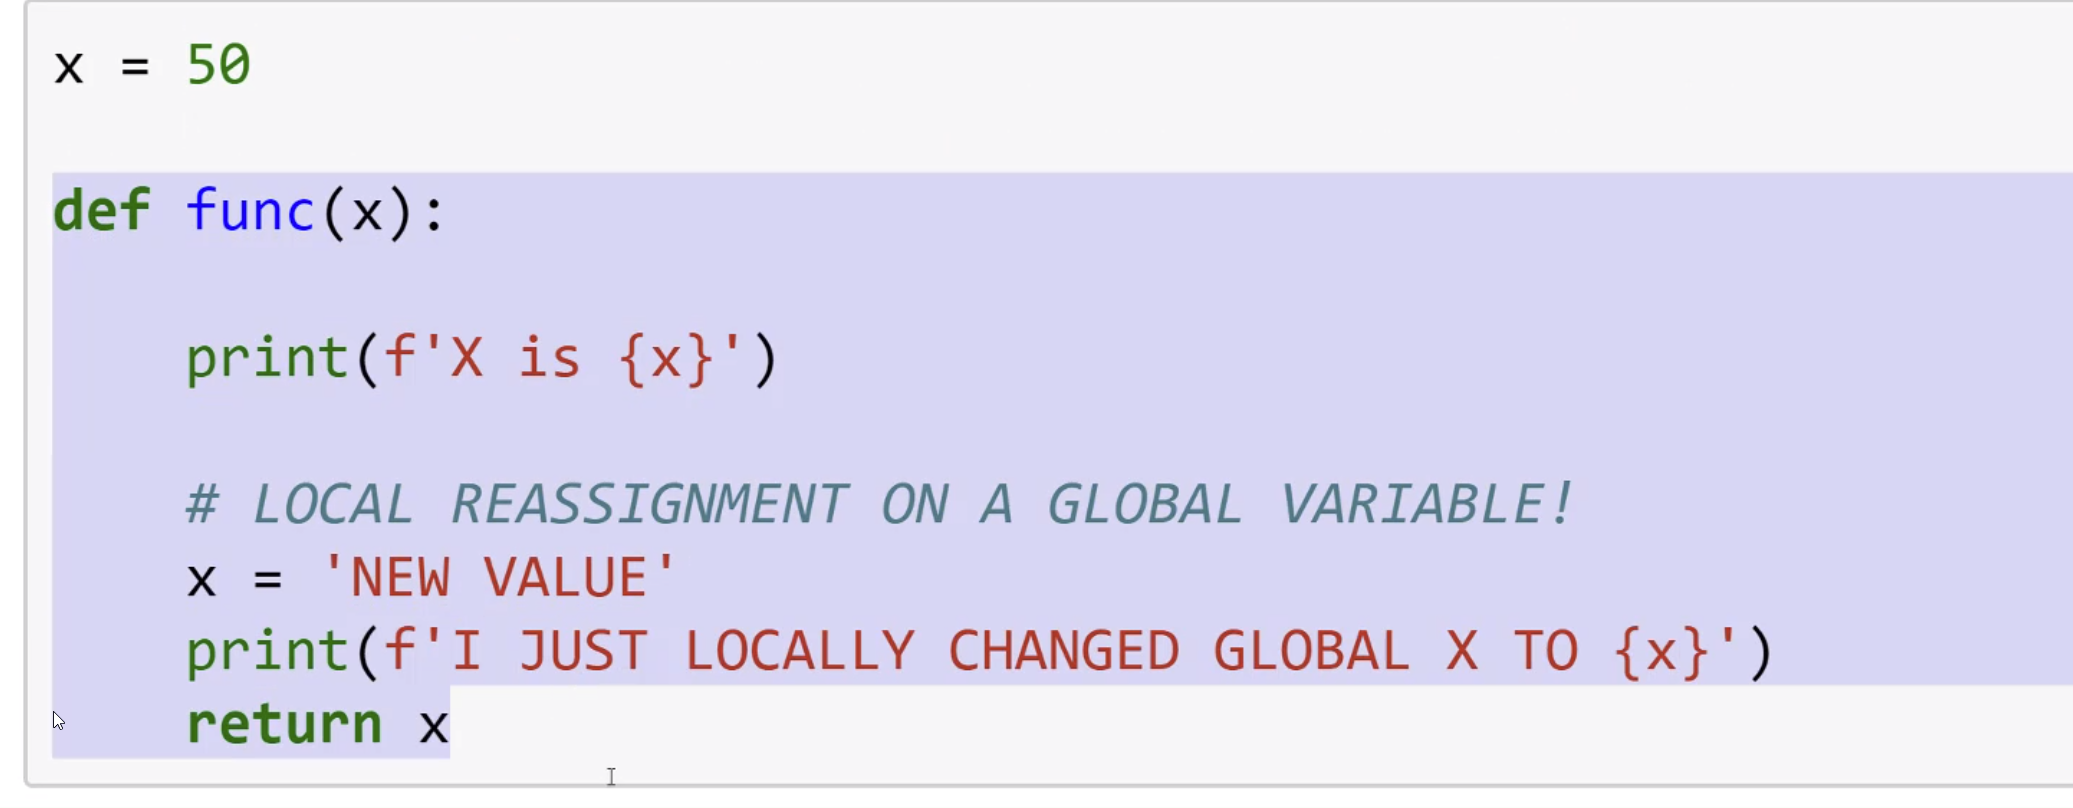 x = 50
def func(x):
    print(f'X is {x}')
    # LOCAL REASSIGNMENT ON A GLOBAL VARIABLE!
    x = 'NEW VALUE'
    print(f'I JUST LOCALLY CHANGED GLOBAL X TO {x}')
    return x